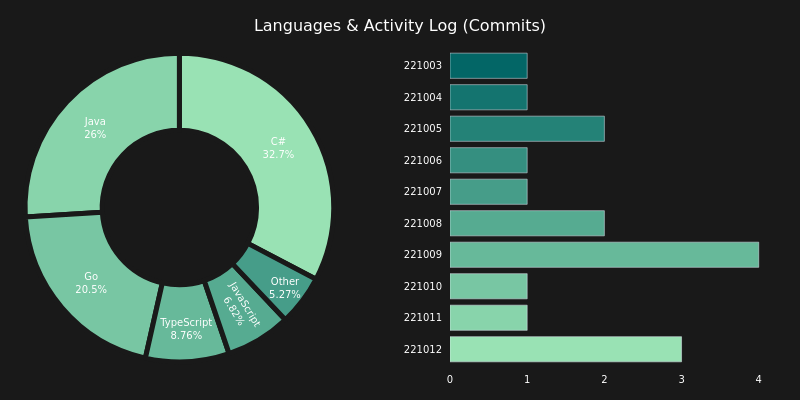 Languages & Activity Log (Commits)
Java
26%
C#
32.7%
Go
20.5%
TypeScript
8.76%
JavaScript
6.82%
Other
5.27%
221003
221004
221005
221006
221007
221008
221009
221010
221011
221012
0 1 2 3 4